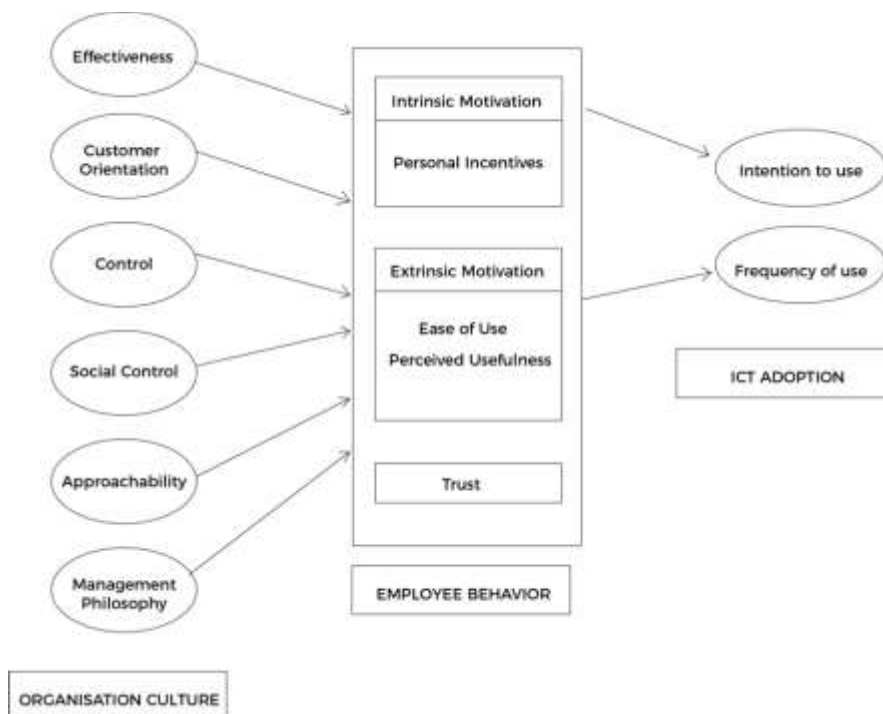 Effectiveness
Customer
Orientation
Control
Social Control
Approachability
Management
Philosophy
ORGANISATION CULTURE
Intrinsic Motivation
Personal Incentives
Extrinsic Motivation
Ease of Use
Perceived Usefulness
Trust
EMPLOYEE BEHAVIOR
Intention to use
Frequency of use
ICT ADOPTION